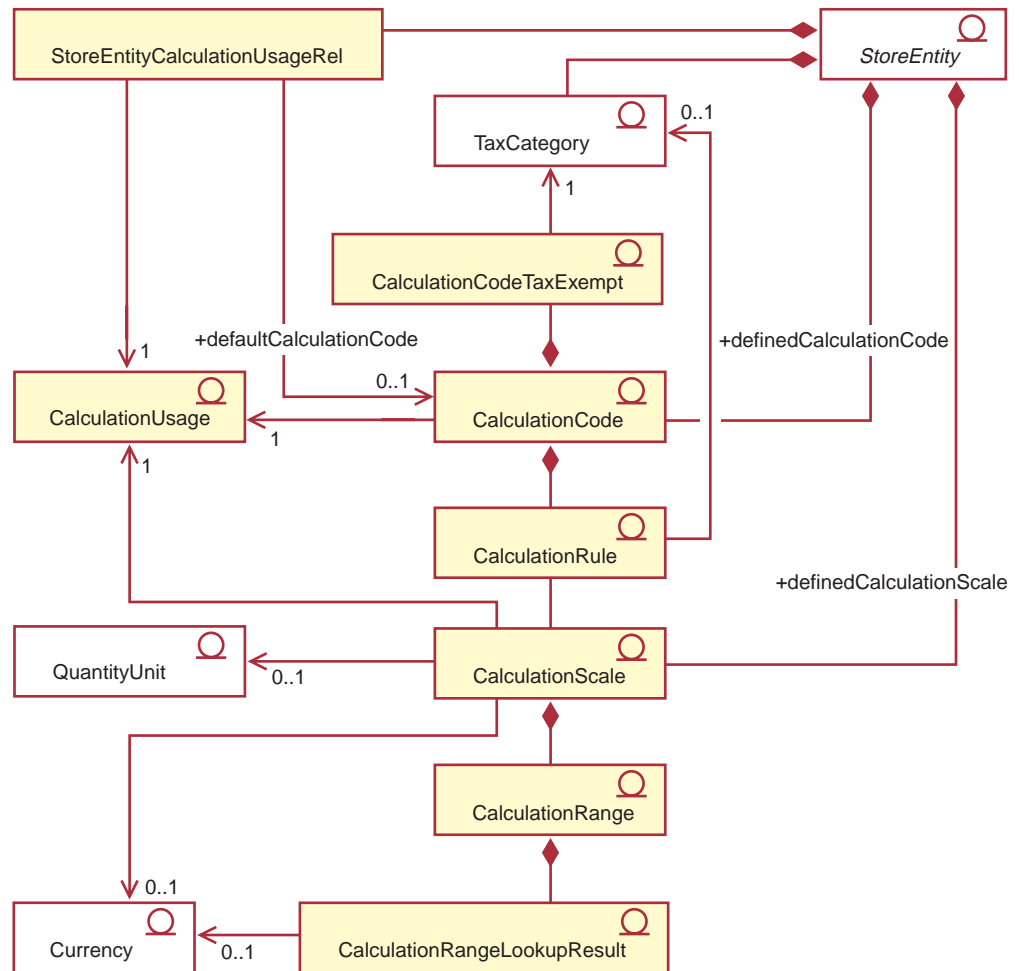 StoreEntityCalculationUsageRel
StoreEntity
0..1
TaxCategory
1
CalculationCodeTaxExempt
+defaultCalculationCode
+definedCalculationCode
1
0..1
CalculationUsage
CalculationCode
1
1
CalculationRule
+definedCalculationScale
QuantityUnit
0..1
CalculationScale
CalculationRange
0..1
Currency
0..1
CalculationRangeLookupResult